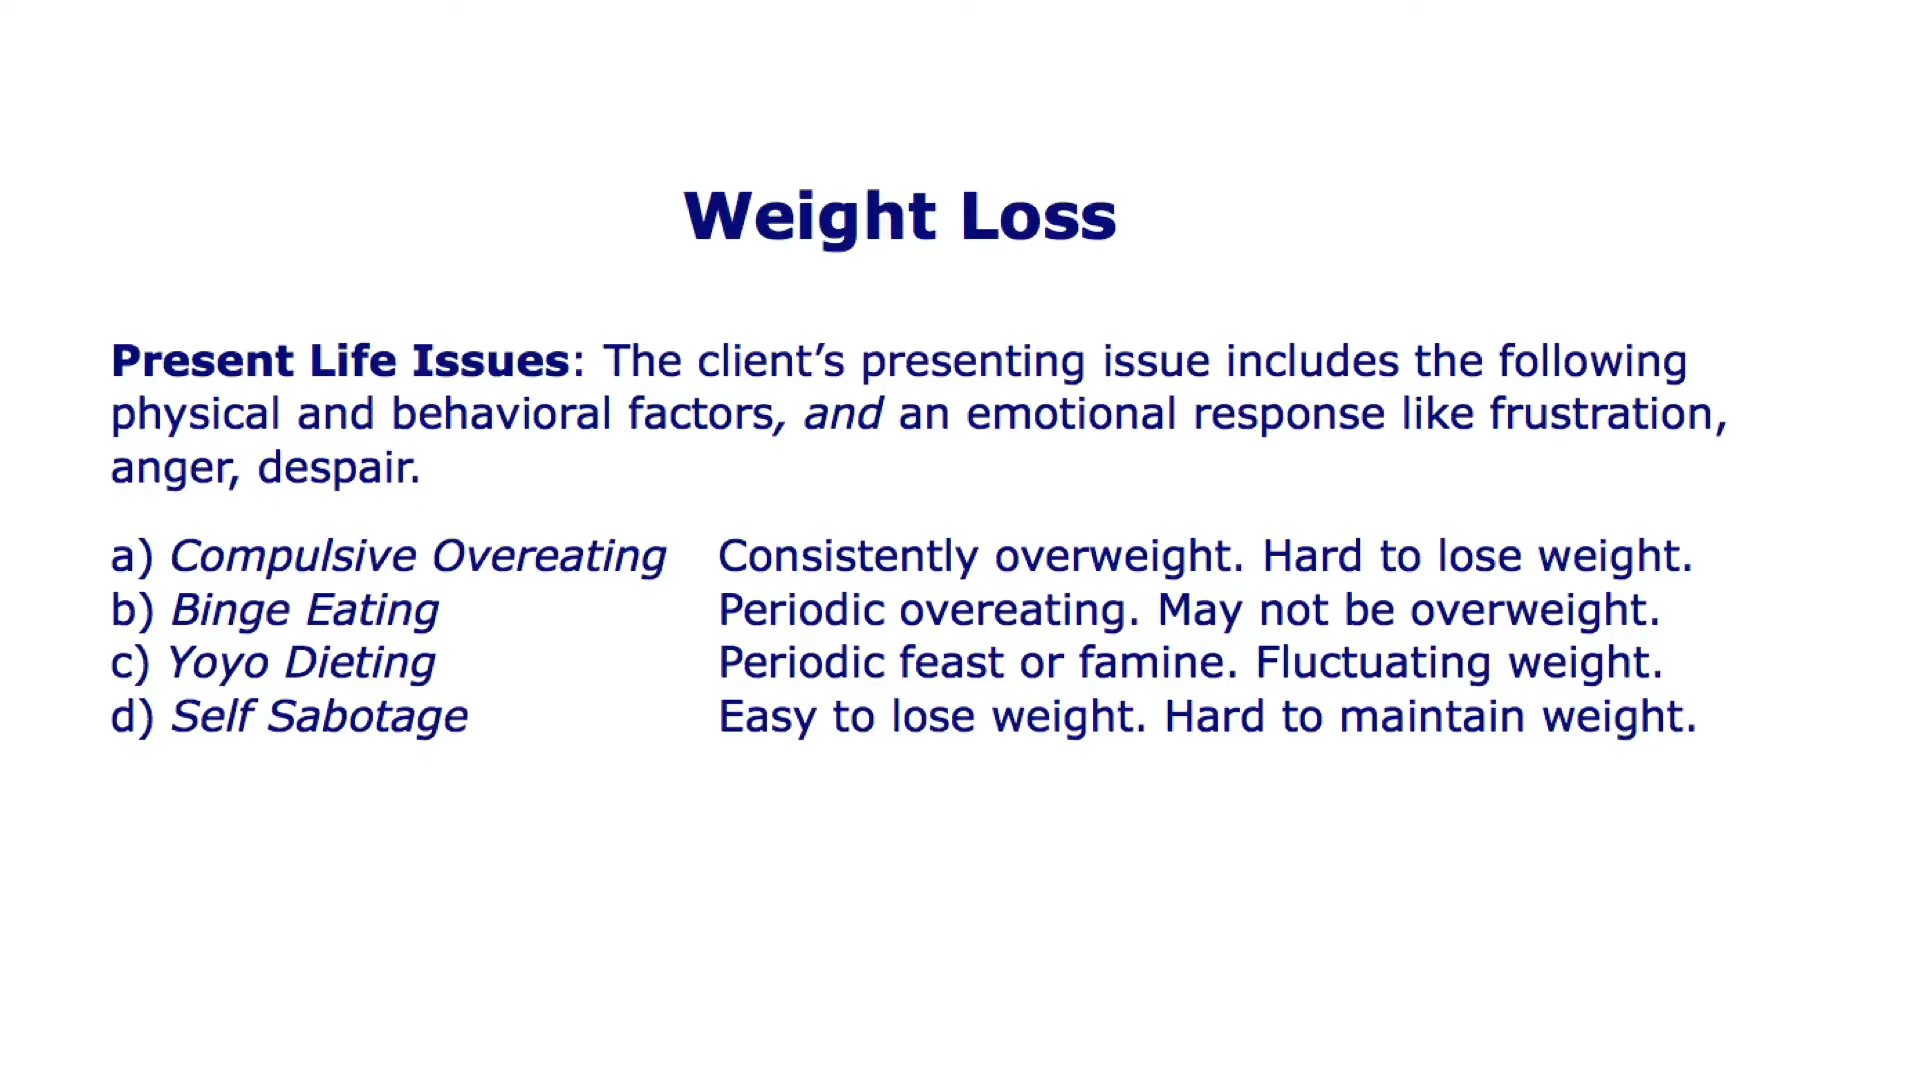 Weight Loss
Present Life Issues: The client’s presenting issue includes the following
physical and behavioral factors, and an emotional response like frustration,
anger, despair.
a) Compulsive Overeating Consistently overweight. Hard to lose weight.
b) Binge Eating Periodic overeating. May not be overweight.
c) Yoyo Dieting Periodic feast or famine. Fluctuating weight.
d) Self Sabotage Easy to lose weight. Hard to maintain weight.